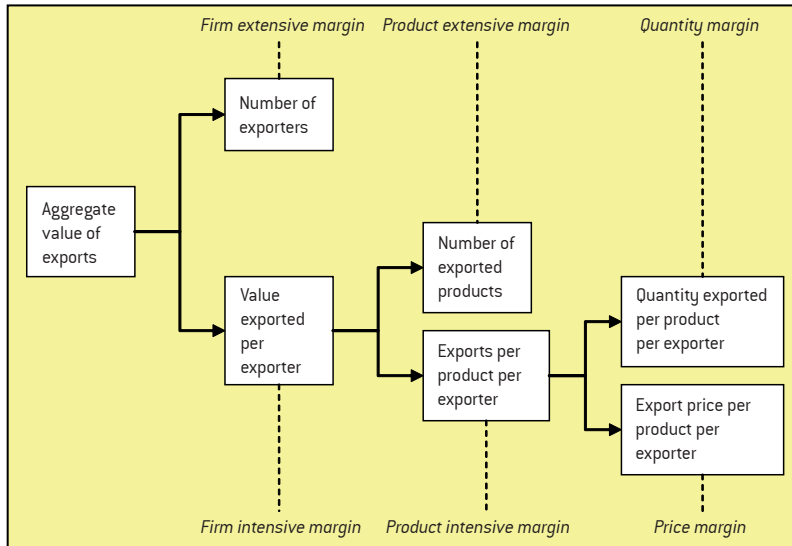 Firm extensive margin
Product extensive margin
Quantity margin
Number of
exporters
Aggregate
value of
exports
Number of
exported
products
Value
exported
per
exporter
Quantity exported
per product
per exporter
Exports per
product per
exporter
Export price per
product per
exporter
Firm intensive margin
Product intensive margin
Price margin